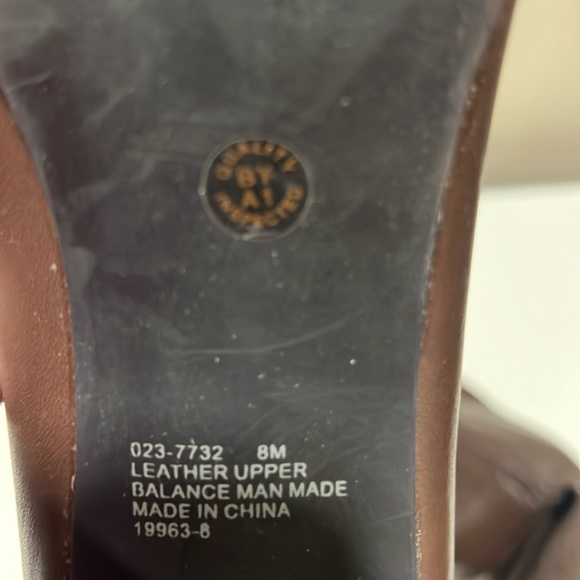 QUALITY
BY
A1
INSPECTED
023-7732 8M
LEATHER UPPER
BALANCE MAN MADE
MADE IN CHINA
19963-8